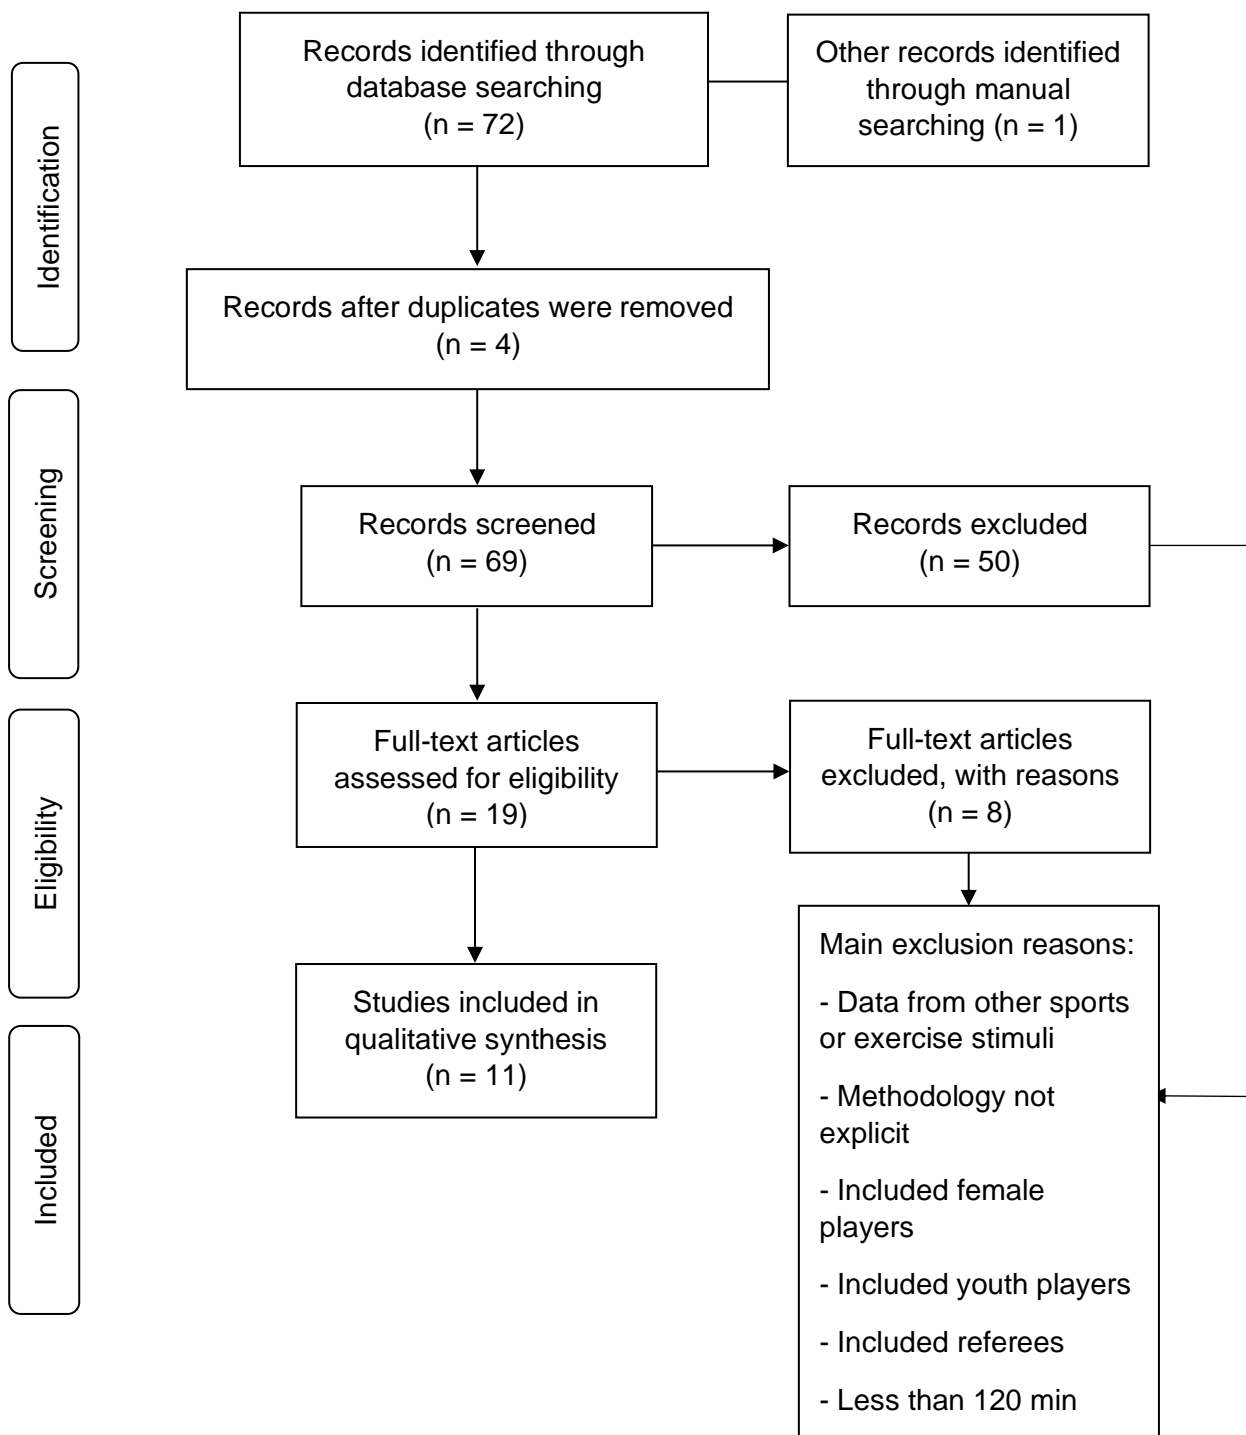 Identification
Records identified through
database searching
(n = 72)
Other records identified
through manual
searching (n = 1)
Records after duplicates were removed
(n = 4)
Screening
Records screened
(n = 69)
Records excluded
(n = 50)
Eligibility
Full-text articles
assessed for eligibility
(n = 19)
Full-text articles
excluded, with reasons
(n = 8)
Included
Studies included in
qualitative synthesis
(n = 11)
Main exclusion reasons:
- Data from other sports
or exercise stimuli
- Methodology not
explicit
- Included female
players
- Included youth players
- Included referees
- Less than 120 min